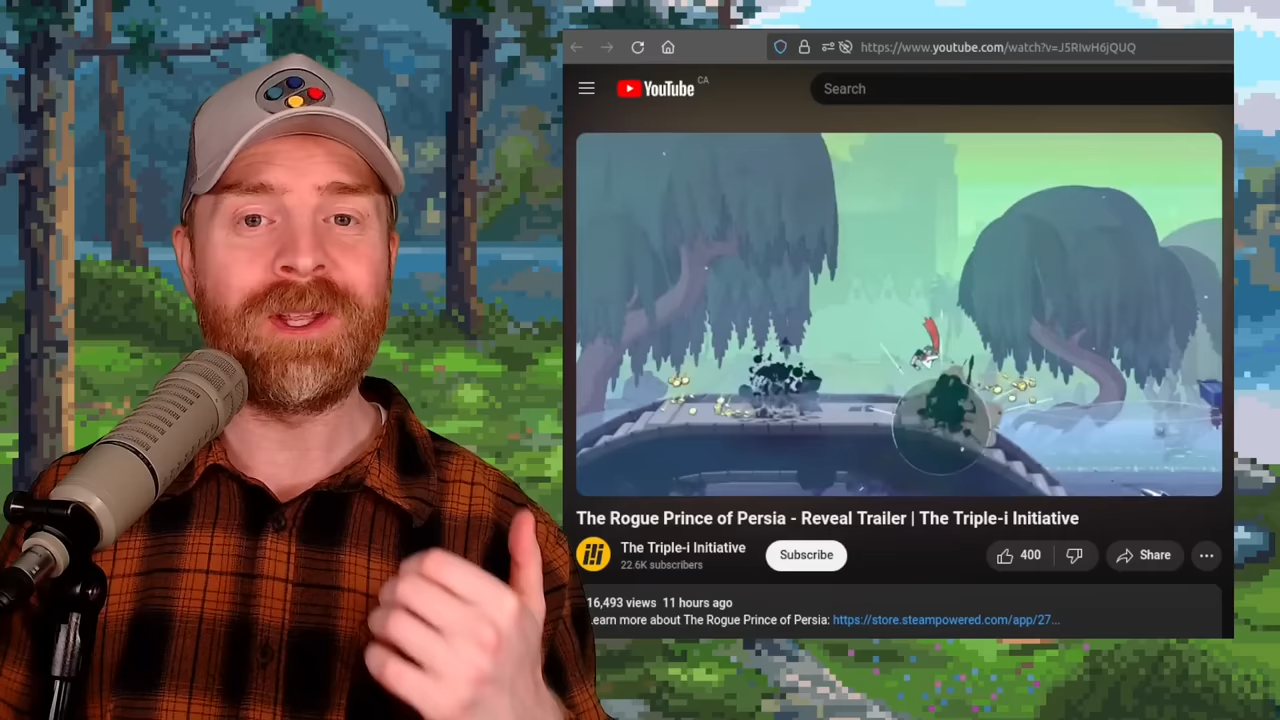 https://www.youtube.com/watch?v=J5RIwH6jQUQ
YouTube CA
Search
The Rogue Prince of Persia - Reveal Trailer | The Triple-i Initiative
The Triple-i Initiative
22.6K subscribers
Subscribe
400
Share
16,493 views 11 hours ago
Learn more about The Rogue Prince of Persia: https://store.steampowered.com/app/27...